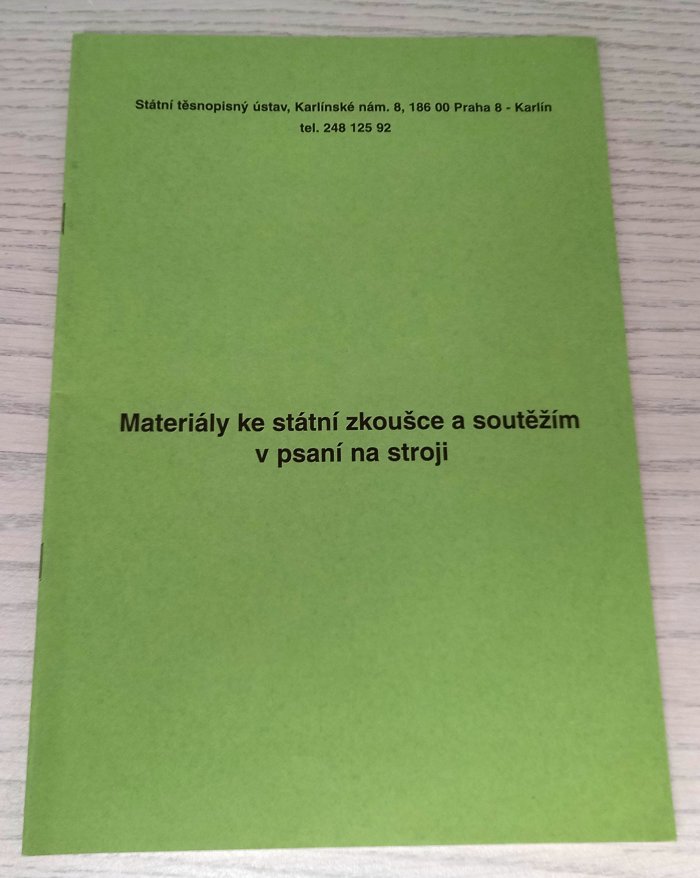 Státní těsnopisný ústav, Karlínské nám. 8, 186 00 Praha 8 - Karlín
tel. 248 125 92
Materiály ke státní zkoušce a soutěžím
v psaní na stroji